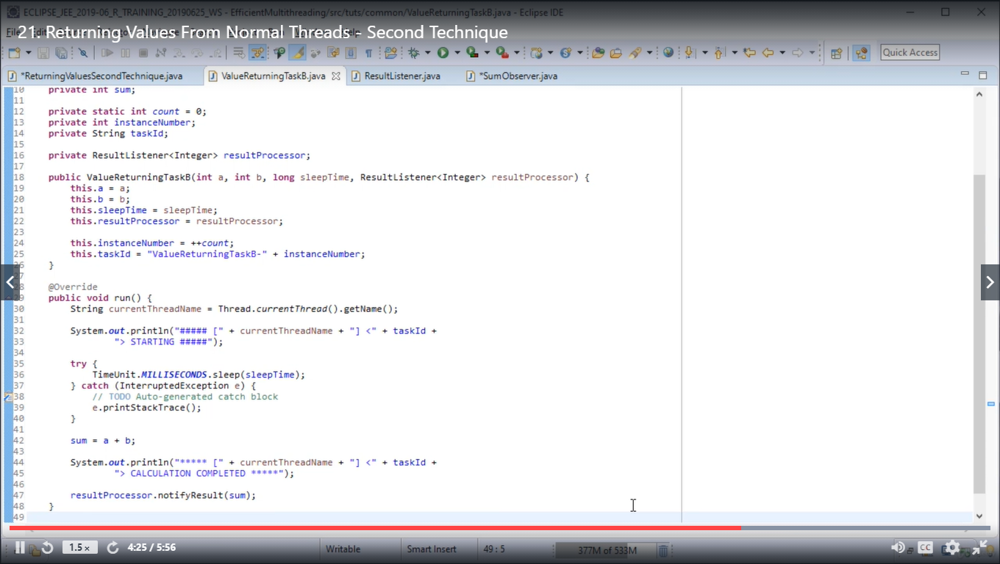 ECLIPSE_JEE_2019-06_R_TRAINING_20190625_WS - EfficientMultithreading/src/tuts/common/ValueReturningTaskB.java - Eclipse IDE
21. Returning Values From Normal Threads - Second Technique
Quick Access
*ReturningValuesSecondTechnique.java ValueReturningTaskB.java ResultListener.java *SumObserver.java
10 private int sum;
11
12 private static int count = 0;
13 private int instanceNumber;
14 private String taskId;
15
16 private ResultListener<Integer> resultProcessor;
17
18 public ValueReturningTaskB(int a, int b, long sleepTime, ResultListener<Integer> resultProcessor) {
19 this.a = a;
20 this.b = b;
21 this.sleepTime = sleepTime;
22 this.resultProcessor = resultProcessor;
23
24 this.instanceNumber = ++count;
25 this.taskId = "ValueReturningTaskB-" + instanceNumber;
26 }
27
28 @Override
29 public void run() {
30 String currentThreadName = Thread.currentThread().getName();
31
32 System.out.println("##### [" + currentThreadName + "] <" + taskId +
33 "> STARTING #####");
34
35 try {
36 TimeUnit.MILLISECONDS.sleep(sleepTime);
37 } catch (InterruptedException e) {
38 // TODO Auto-generated catch block
39 e.printStackTrace();
40 }
41
42 sum = a + b;
43
44 System.out.println("***** [" + currentThreadName + "] <" + taskId +
45 "> CALCULATION COMPLETED *****");
46
47 resultProcessor.notifyResult(sum);
48 }
49
1.5 × 4:25 / 5:56 Writable Smart Insert 49 : 5 377M of 533M CC